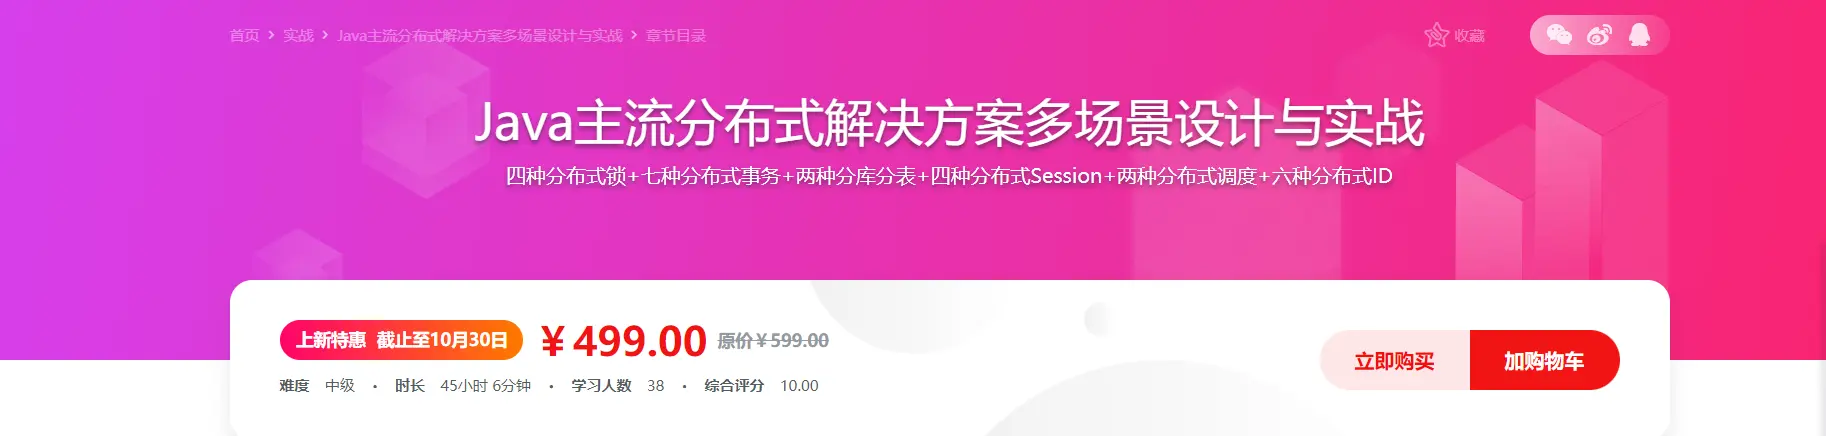 首页 > 实战 > Java主流分布式解决方案多场景设计与实战 > 章节目录
收藏
Java主流分布式解决方案多场景设计与实战
四种分布式锁+七种分布式事务+两种分库分表+四种分布式Session+两种分布式调度+六种分布式ID
上新特惠 截止至10月30日 ¥499.00 原价¥599.00
难度 中级 · 时长 45小时 6分钟 · 学习人数 38 · 综合评分 10.00
立即购买 加购物车